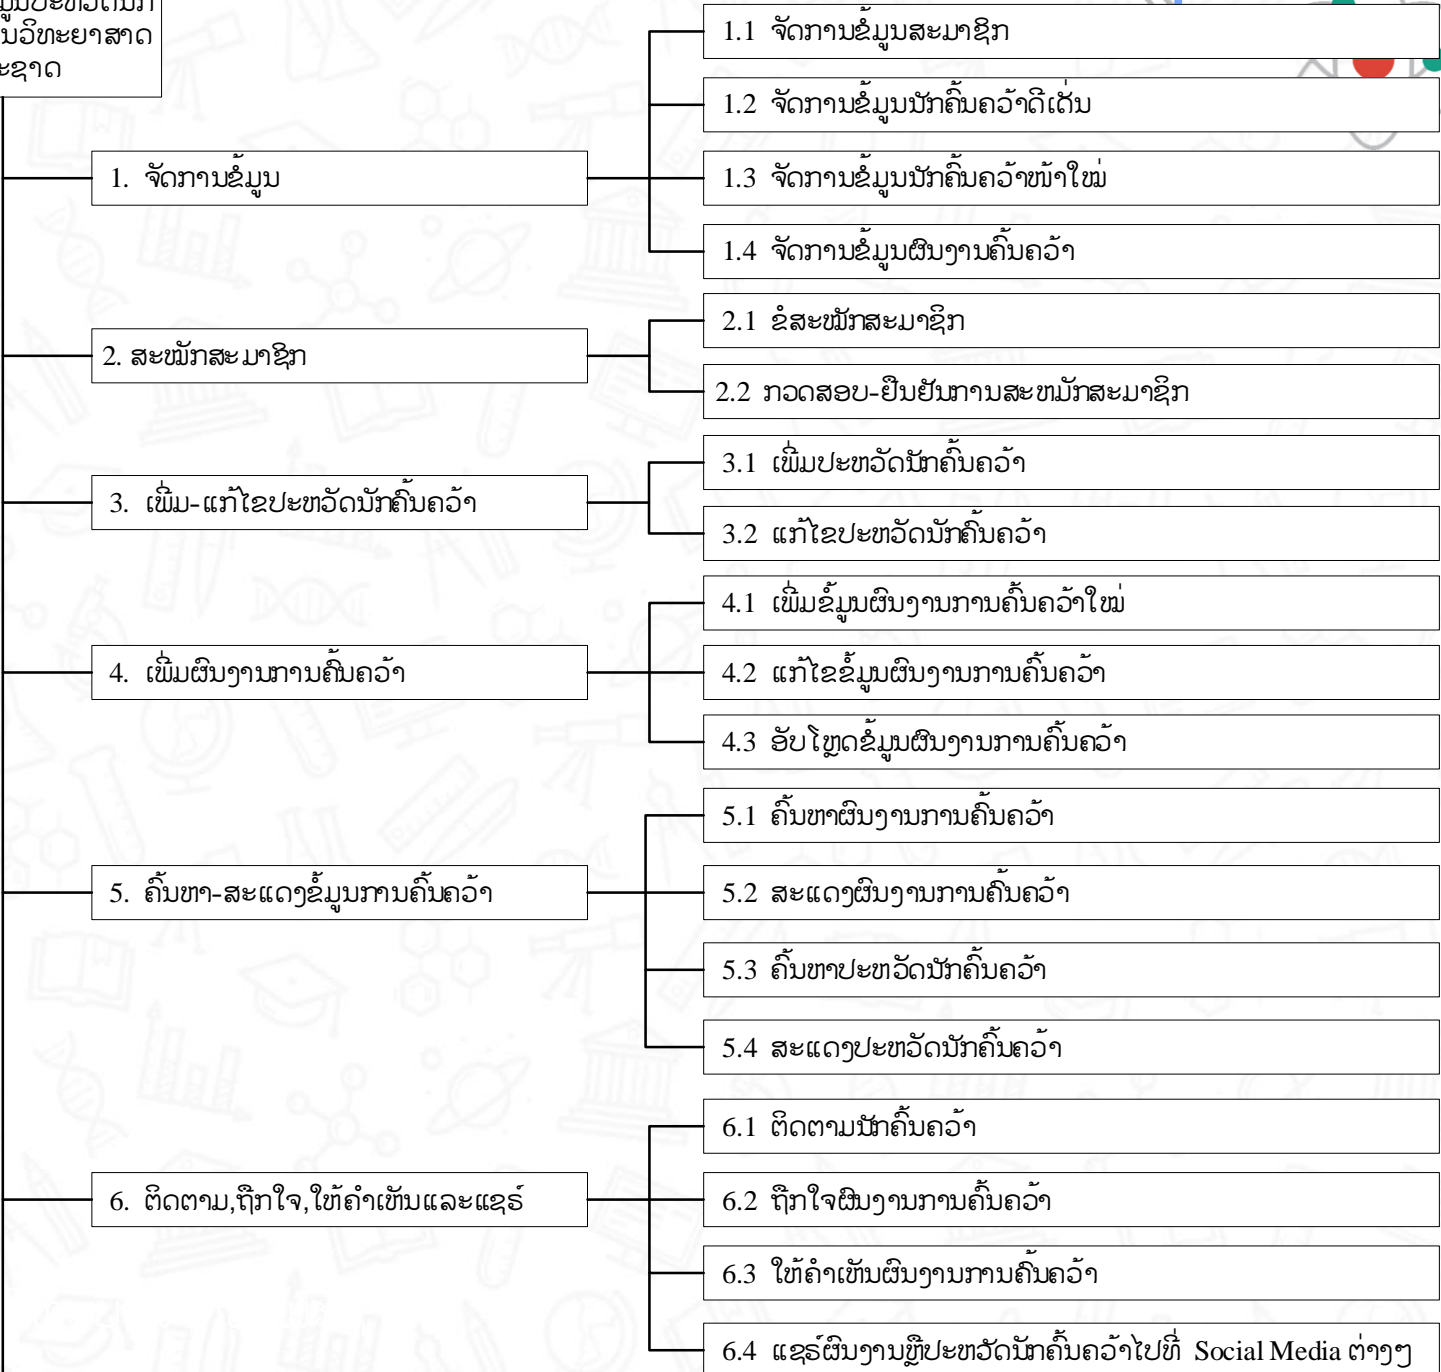 ມູນປະຫວັດນັກ
ນວິທະຍາສາດ
ະຊາດ
1. ຈັດການຂໍ້ມູນ
1.1 ຈັດການຂໍ້ມູນສະມາຊິກ
1.2 ຈັດການຂໍ້ມູນນັກຄົ້ນຄວ້າດີເດັ່ນ
1.3 ຈັດການຂໍ້ມູນນັກຄົ້ນຄວ້າໜ້າໃໝ່
1.4 ຈັດການຂໍ້ມູນຜົນງານຄົ້ນຄວ້າ
2. ສະໝັກສະມາຊິກ
2.1 ຂໍສະໝັກສະມາຊິກ
2.2 ກວດສອບ-ຢືນຢັນການສະຫມັກສະມາຊິກ
3. ເພີ່ມ-ແກ້ໄຂປະຫວັດນັກຄົ້ນຄວ້າ
3.1 ເພີ່ມປະຫວັດນັກຄົ້ນຄວ້າ
3.2 ແກ້ໄຂປະຫວັດນັກຄົ້ນຄວ້າ
4. ເພີ່ມຜົນງານການຄົ້ນຄວ້າ
4.1 ເພີ່ມຂໍ້ມູນຜົນງານການຄົ້ນຄວ້າໃໝ່
4.2 ແກ້ໄຂຂໍ້ມູນຜົນງານການຄົ້ນຄວ້າ
4.3 ອັບໂຫຼດຂໍ້ມູນຜົນງານການຄົ້ນຄວ້າ
5. ຄົ້ນຫາ-ສະແດງຂໍ້ມູນການຄົ້ນຄວ້າ
5.1 ຄົ້ນຫາຜົນງານການຄົ້ນຄວ້າ
5.2 ສະແດງຜົນງານການຄົ້ນຄວ້າ
5.3 ຄົ້ນຫາປະຫວັດນັກຄົ້ນຄວ້າ
5.4 ສະແດງປະຫວັດນັກຄົ້ນຄວ້າ
6. ຕິດຕາມ,ຖືກໃຈ,ໃຫ້ຄຳເຫັນແລະແຊຣ໌
6.1 ຕິດຕາມນັກຄົ້ນຄວ້າ
6.2 ຖືກໃຈຜົນງານການຄົ້ນຄວ້າ
6.3 ໃຫ້ຄຳເຫັນຜົນງານການຄົ້ນຄວ້າ
6.4 ແຊຣ໌ຜົນງານຫຼືປະຫວັດນັກຄົ້ນຄວ້າໄປທີ່ Social Media ຕ່າງໆ